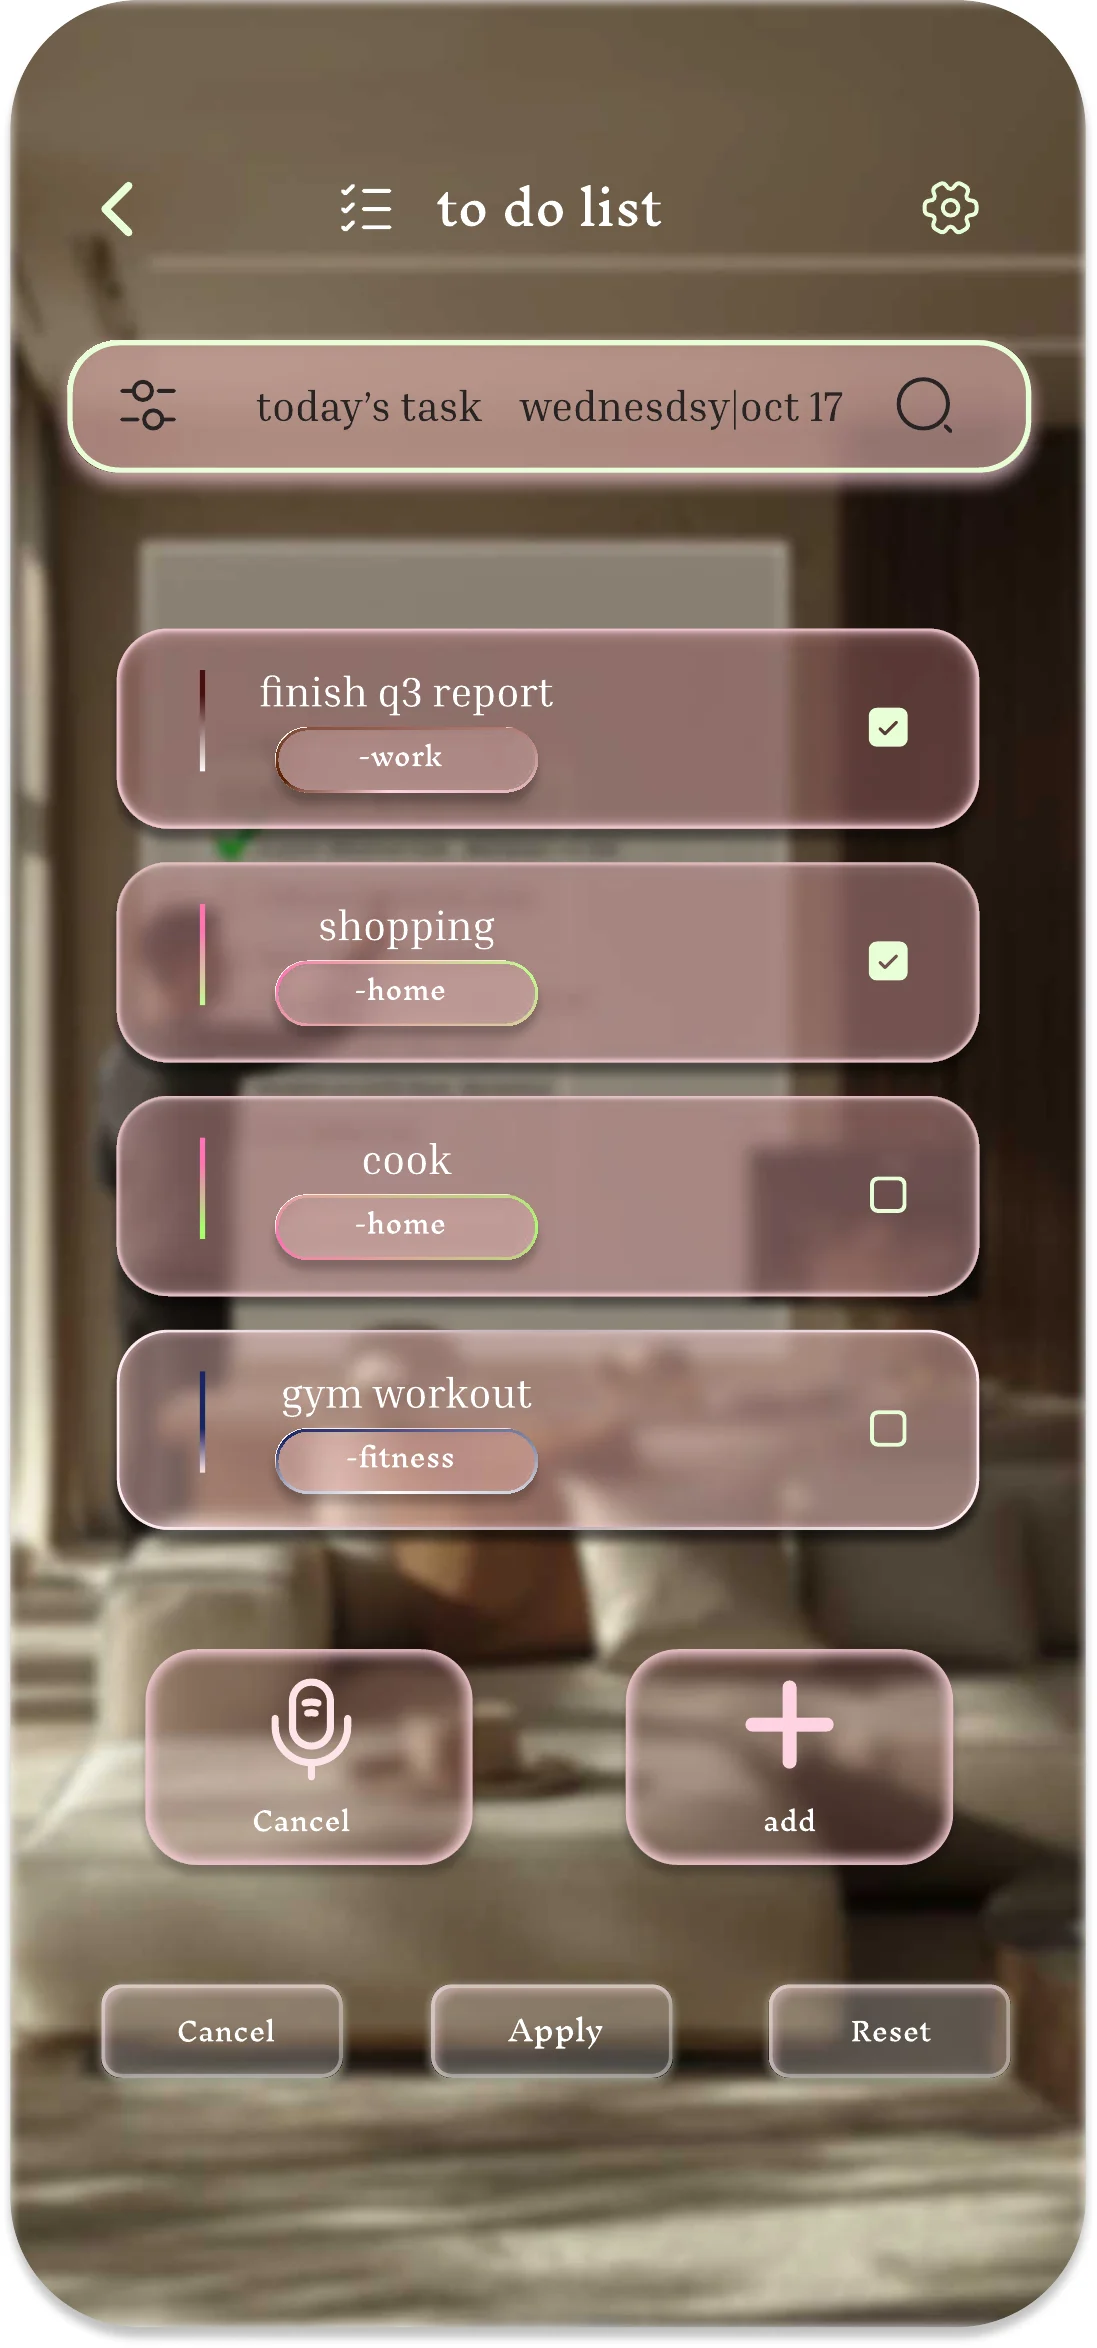 to do list
today's task wednesdsy|oct 17
finish q3 report
-work
shopping
-home
cook
-home
gym workout
-fitness
Cancel
add
Cancel
Apply
Reset